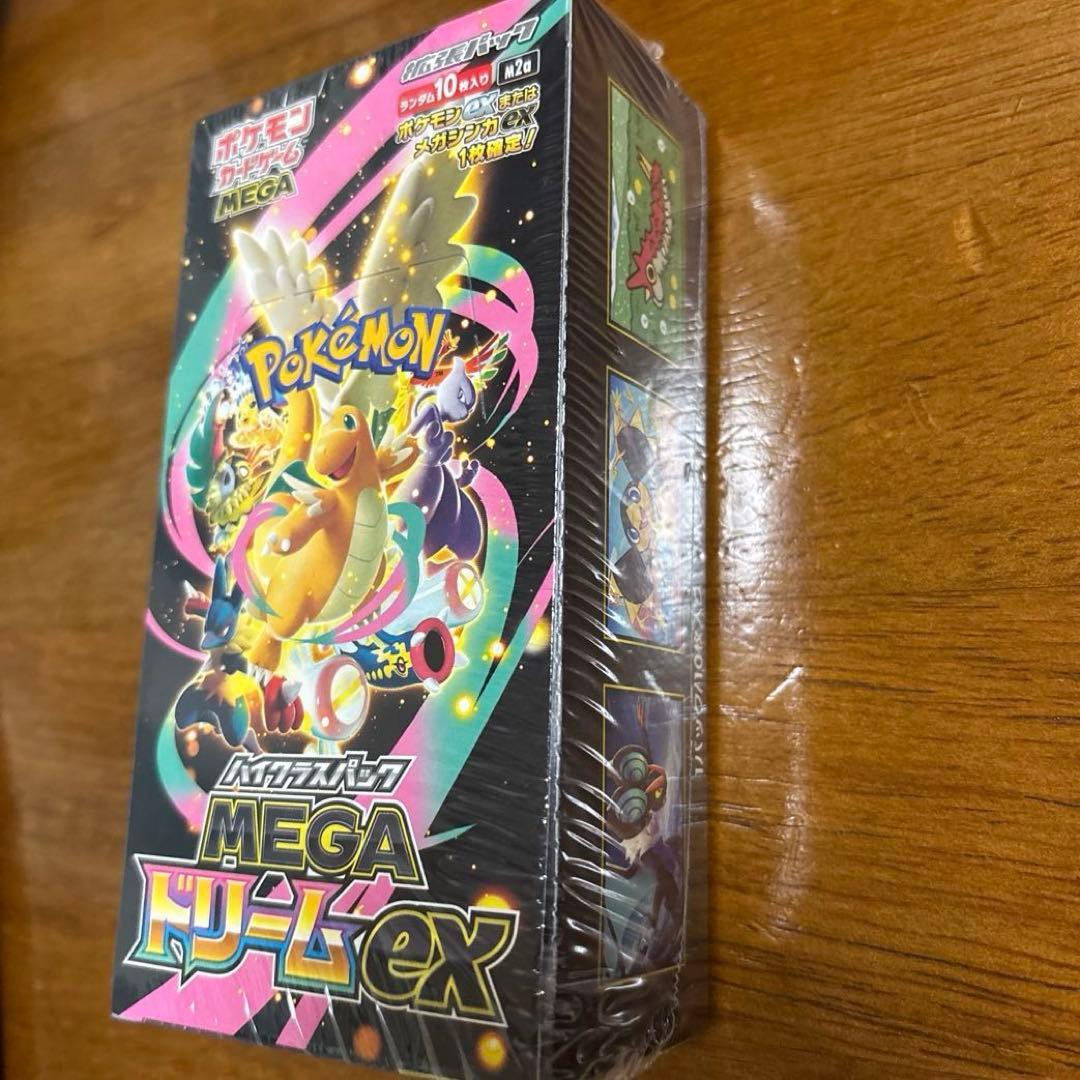 拡張パック
ランダム10枚入り M2a
ポケモンexまたは
メガシンカex
1枚確定!
ポケモン
カードゲーム
MEGA
POKÉMON
TM
ハイクラスパック
MEGA
ドリームex